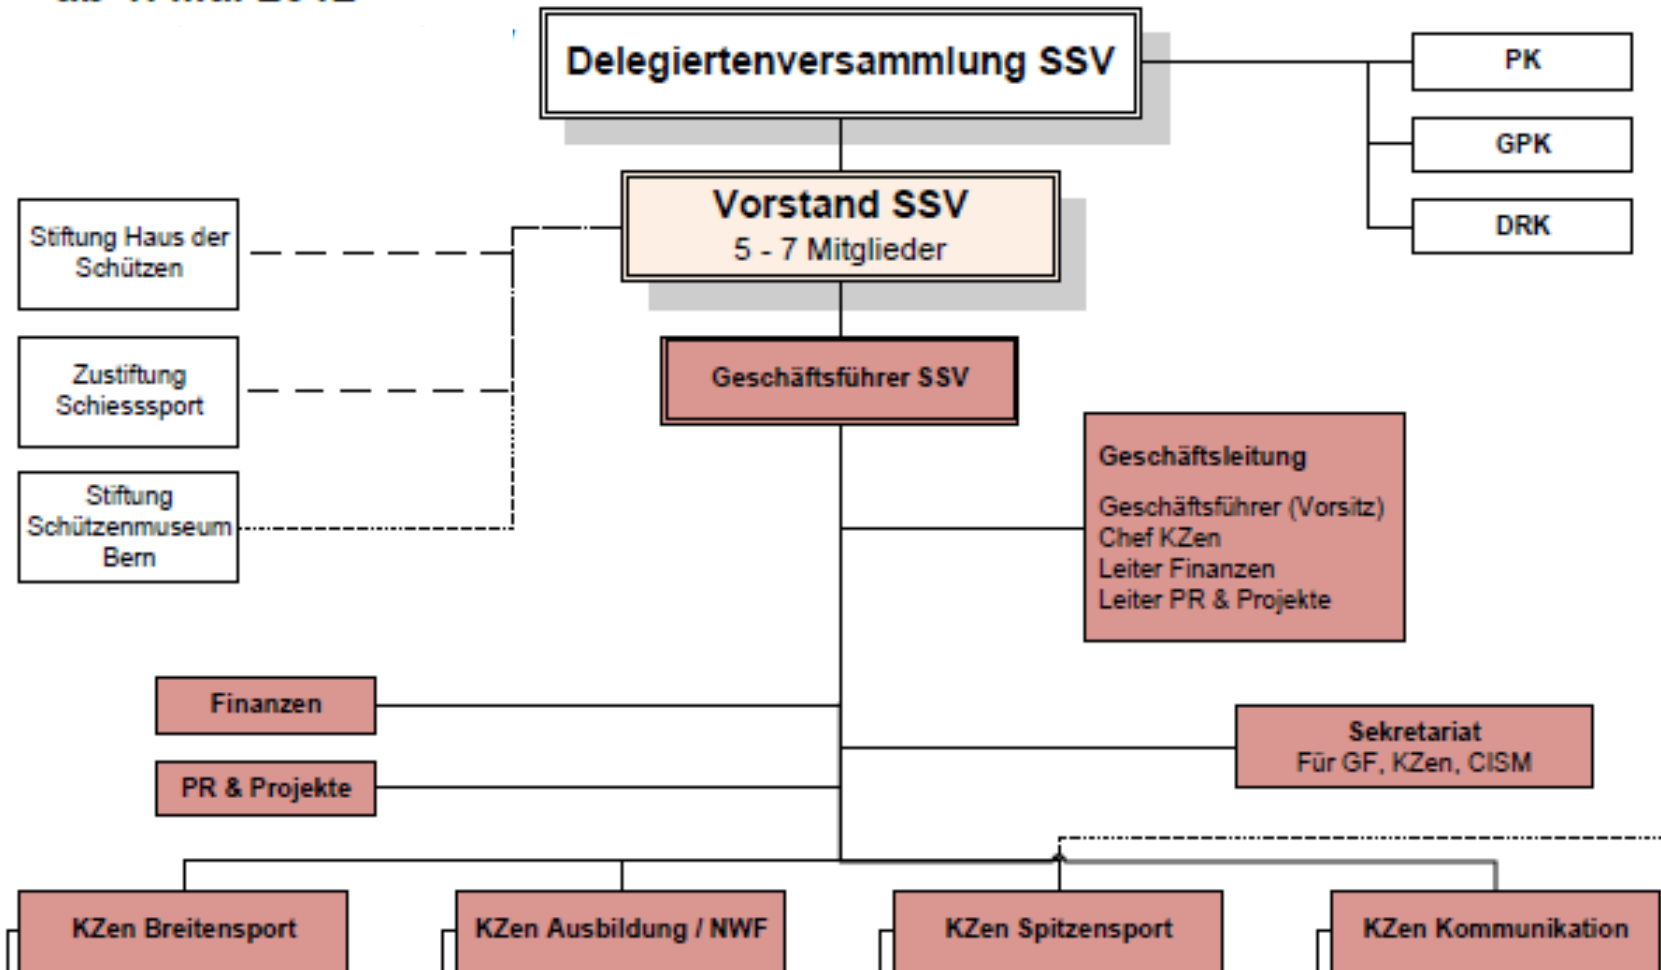 Delegiertenversammlung SSV
PK
GPK
DRK
Vorstand SSV
5 - 7 Mitglieder
Stiftung Haus der
Schützen
Zustiftung
Schiesssport
Stiftung
Schützenmuseum
Bern
Geschäftsführer SSV
Geschäftsleitung
Geschäftsführer (Vorsitz)
Chef KZen
Leiter Finanzen
Leiter PR & Projekte
Finanzen
PR & Projekte
Sekretariat
Für GF, KZen, CISM
KZen Breitensport
KZen Ausbildung / NWF
KZen Spitzensport
KZen Kommunikation